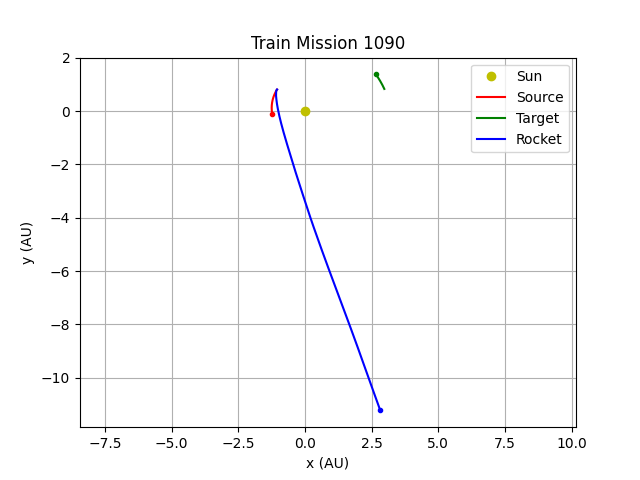 Train Mission 1090
Sun
Source
Target
Rocket
2
0
−2
−4
−6
−8
−10
y (AU)
−7.5 −5.0 −2.5 0.0 2.5 5.0 7.5 10.0
x (AU)